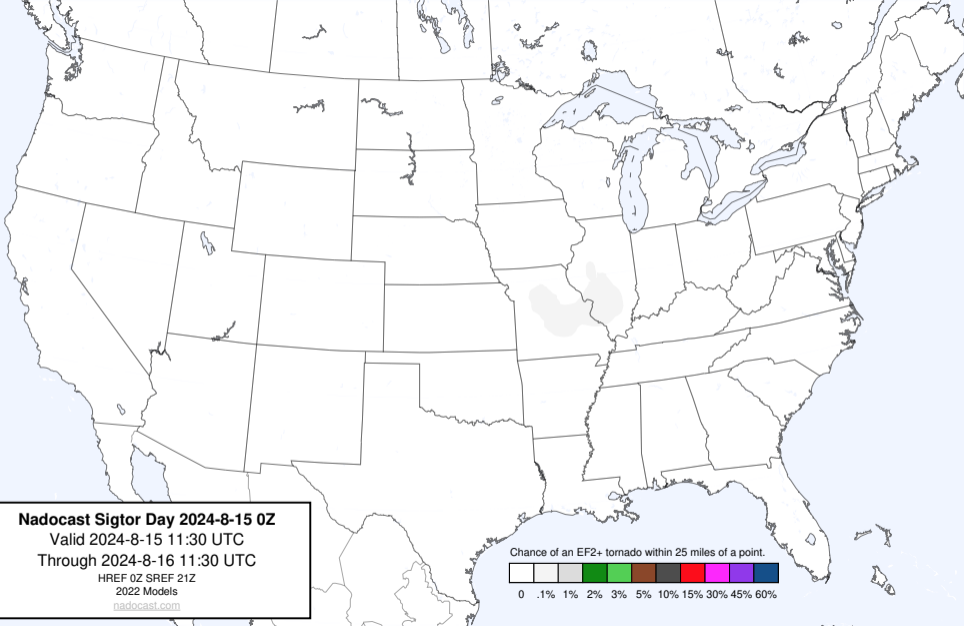 Nadocast Sigtor Day 2024-8-15 0Z
Valid 2024-8-15 11:30 UTC
Through 2024-8-16 11:30 UTC
HREF 0Z SREF 21Z
2022 Models
nadocast.com
Chance of an EF2+ tornado within 25 miles of a point.
0 .1% 1% 2% 3% 5% 10% 15% 30% 45% 60%